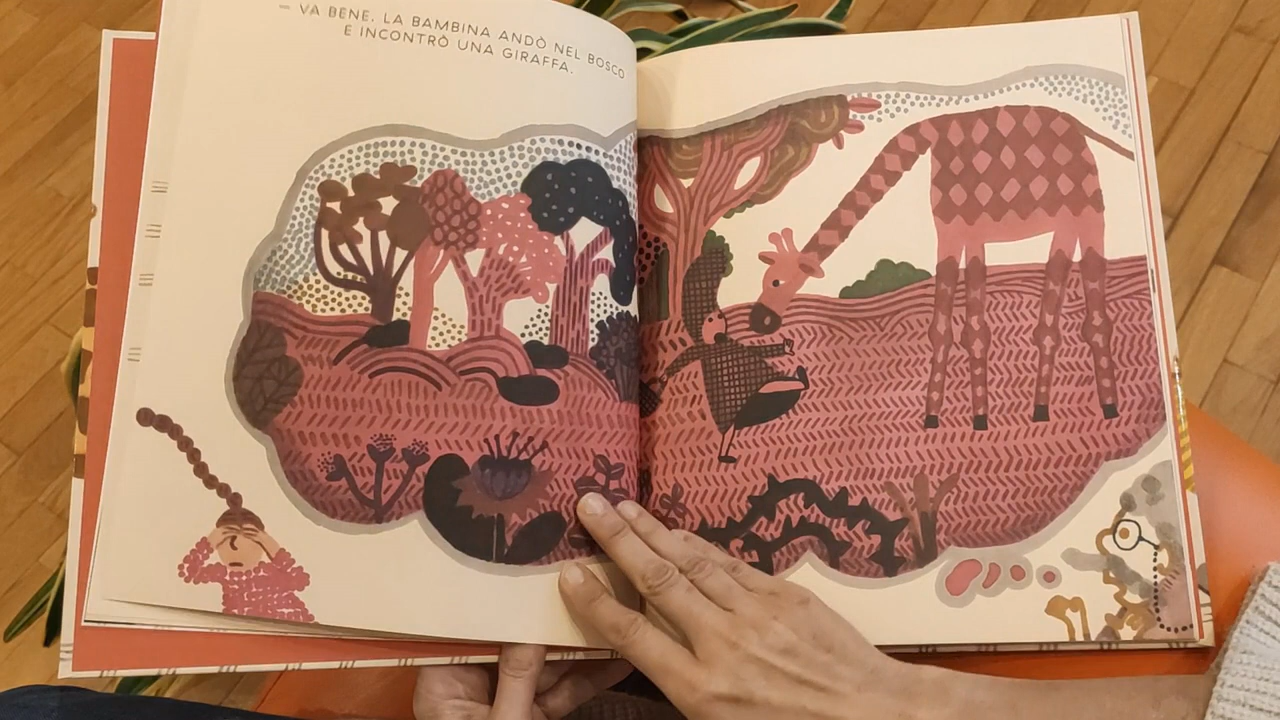 – VA BENE. LA BAMBINA ANDÒ NEL BOSCO
E INCONTRÒ UNA GIRAFFA.